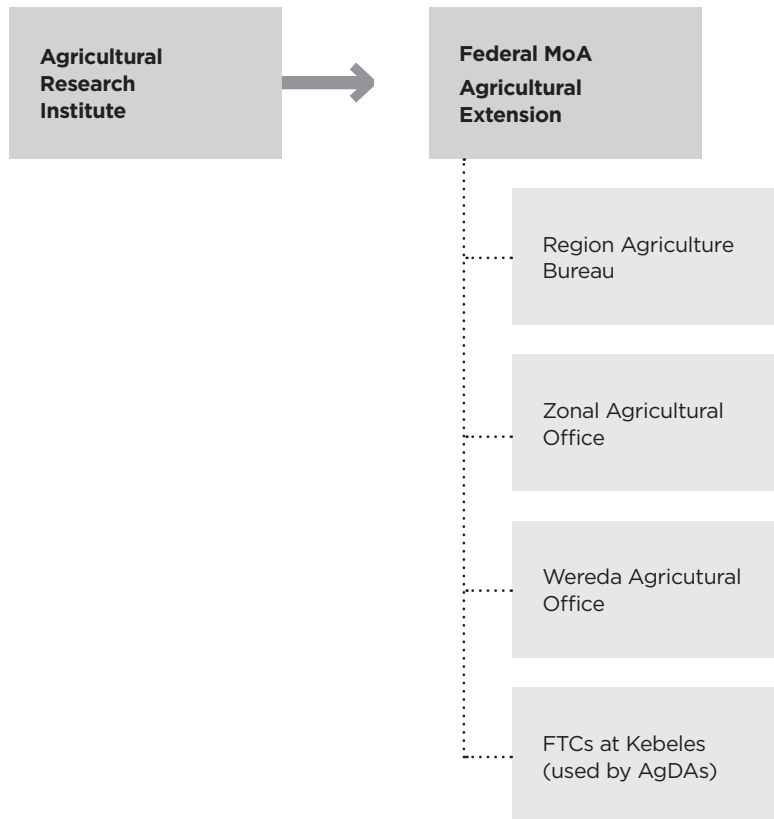 Agricultural
Research
Institute
Federal MoA
Agricultural
Extension
Region Agriculture
Bureau
Zonal Agricultural
Office
Wereda Agricutural
Office
FTCs at Kebeles
(used by AgDAs)